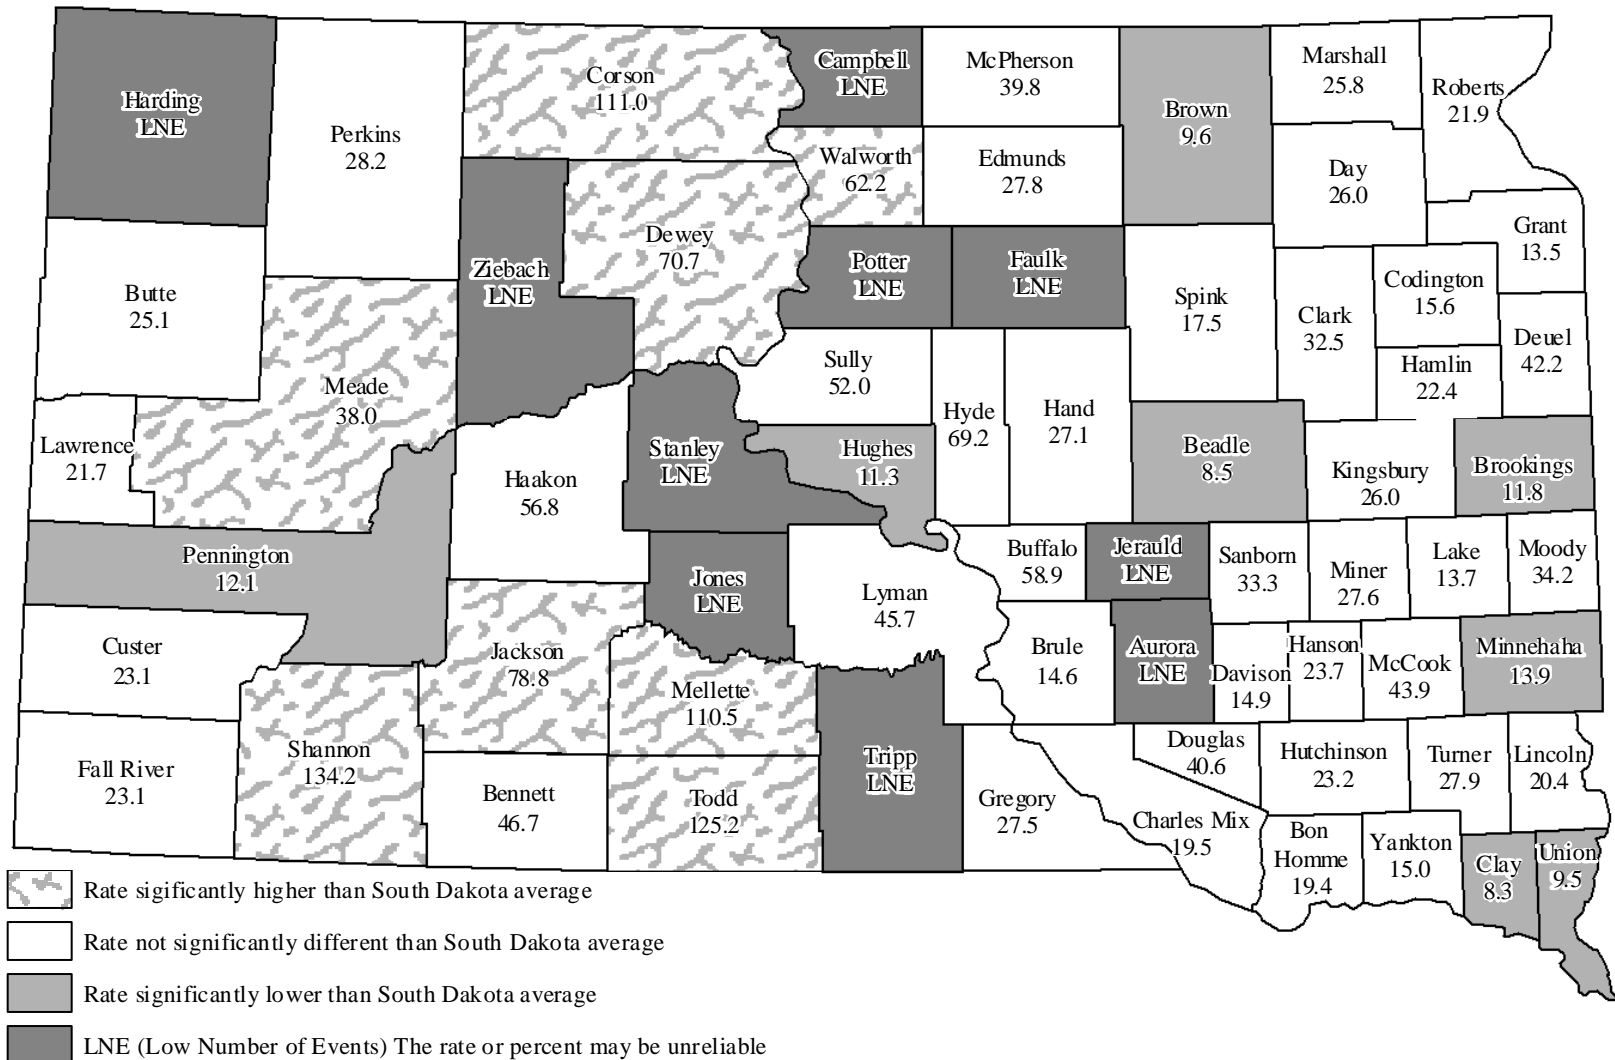 Harding
LNE
Perkins
28.2
Corson
111.0
Campbell
LNE
McPherson
39.8
Brown
9.6
Marshall
25.8
Roberts
21.9
Walworth
62.2
Edmunds
27.8
Day
26.0
Grant
13.5
Butte
25.1
Ziebach
LNE
Dewey
70.7
Potter
LNE
Faulk
LNE
Spink
17.5
Clark
32.5
Codington
15.6
Deuel
42.2
Hamlin
22.4
Meade
38.0
Sully
52.0
Hyde
69.2
Hand
27.1
Lawrence
21.7
Haakon
56.8
Stanley
LNE
Hughes
11.3
Beadle
8.5
Kingsbury
26.0
Brookings
11.8
Pennington
12.1
Jones
LNE
Lyman
45.7
Buffalo
58.9
Jerauld
LNE
Sanborn
33.3
Miner
27.6
Lake
13.7
Moody
34.2
Custer
23.1
Jackson
78.8
Mellette
110.5
Brule
14.6
Aurora
LNE
Davison
14.9
Hanson
23.7
McCook
43.9
Minnehaha
13.9
Fall River
23.1
Shannon
134.2
Bennett
46.7
Todd
125.2
Tripp
LNE
Gregory
27.5
Charles Mix
19.5
Douglas
40.6
Hutchinson
23.2
Turner
27.9
Lincoln
20.4
Bon
Homme
19.4
Yankton
15.0
Clay
8.3
Union
9.5
Rate sigificantly higher than South Dakota average
Rate not significantly different than South Dakota average
Rate significantly lower than South Dakota average
LNE (Low Number of Events) The rate or percent may be unreliable